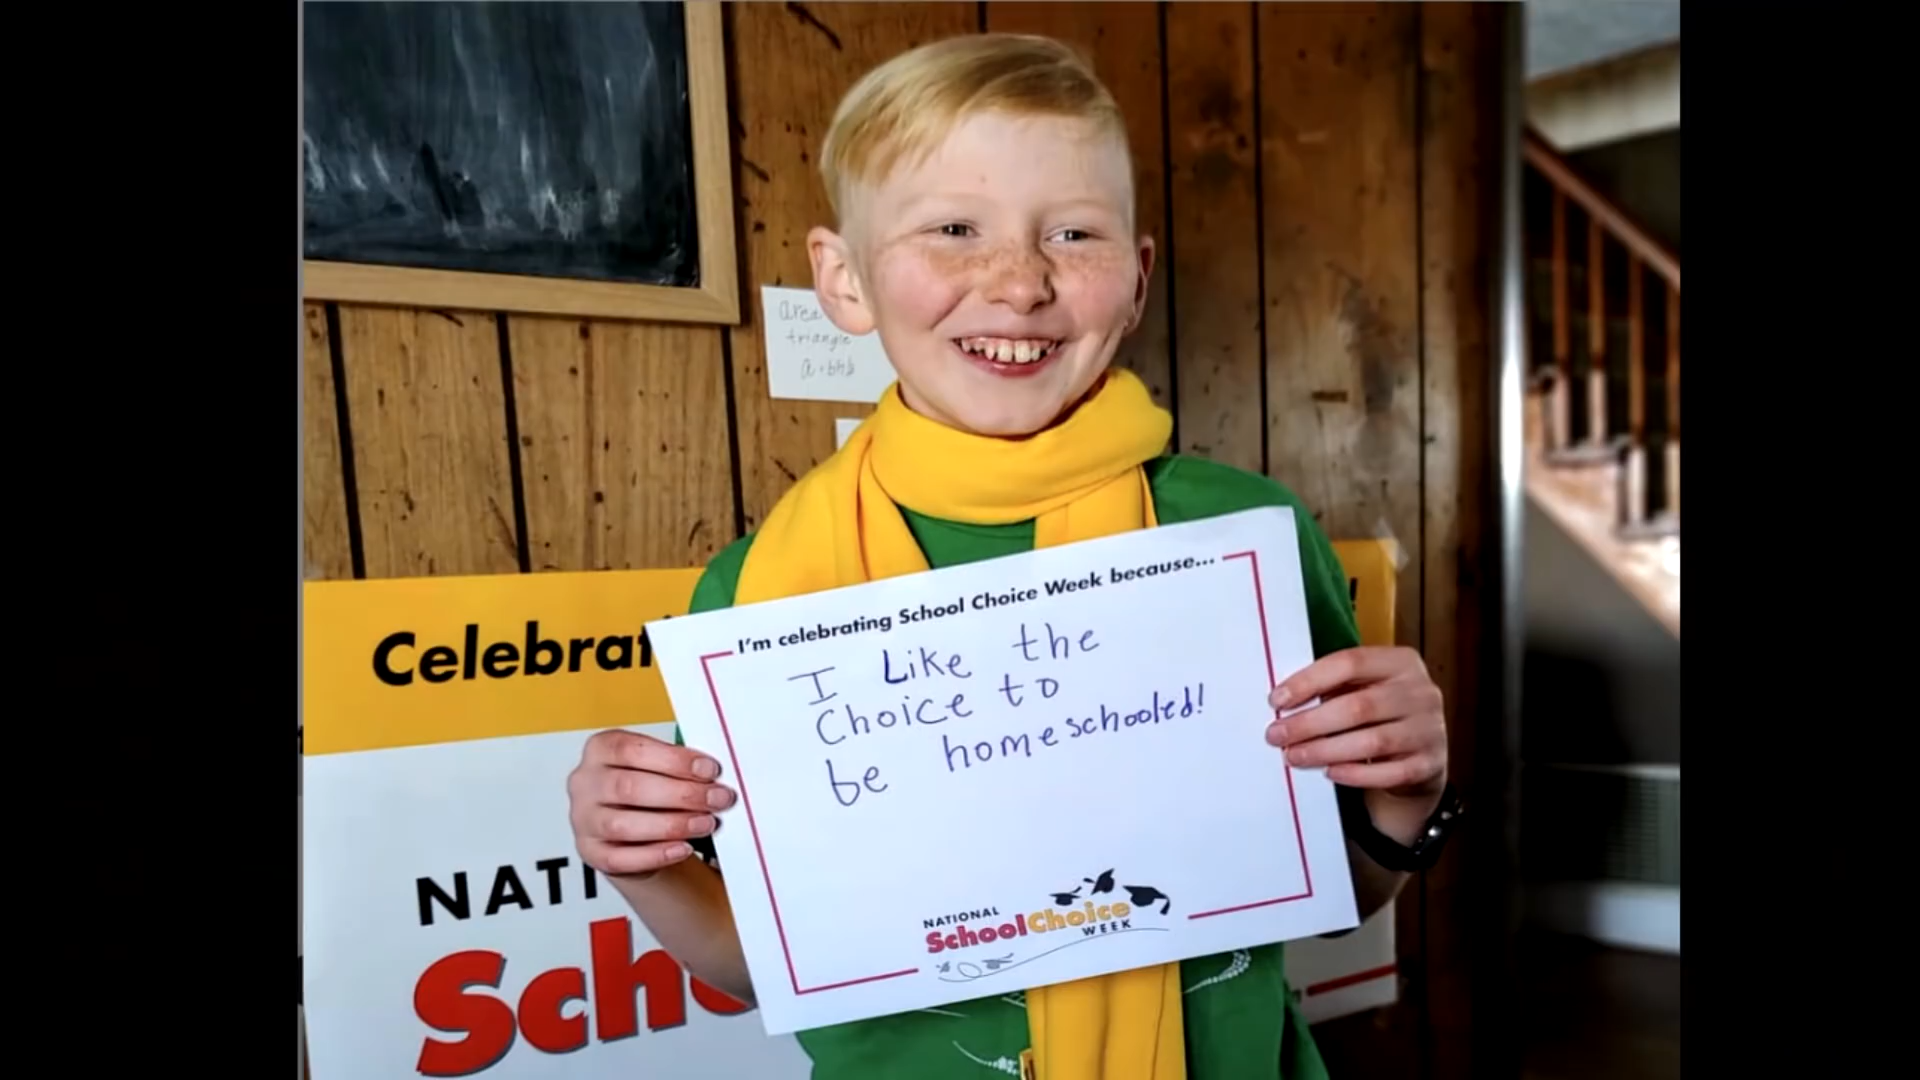 area
triangle
Celebrat
I'm celebrating School Choice Week because...
I Like the
Choice to
be homeschooled!
NATIONAL
SchoolChoice
WEEK
NATI
Scho